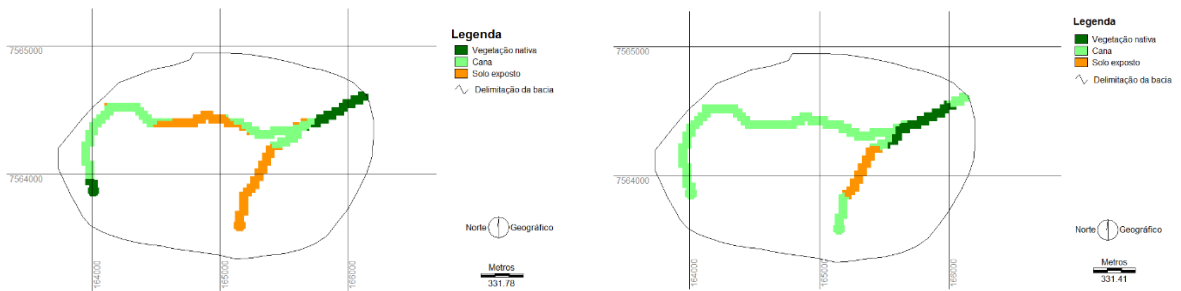 Legenda
Vegetação nativa
Cana
Solo exposto
Delimitação da bacia
7565000
7564000
164000
165000
166000
Norte Geográfico
Metros
331.78
Legenda
Vegetação nativa
Cana
Solo exposto
Delimitação da bacia
7565000
7564000
164000
165000
166000
Norte Geográfico
Metros
331.41